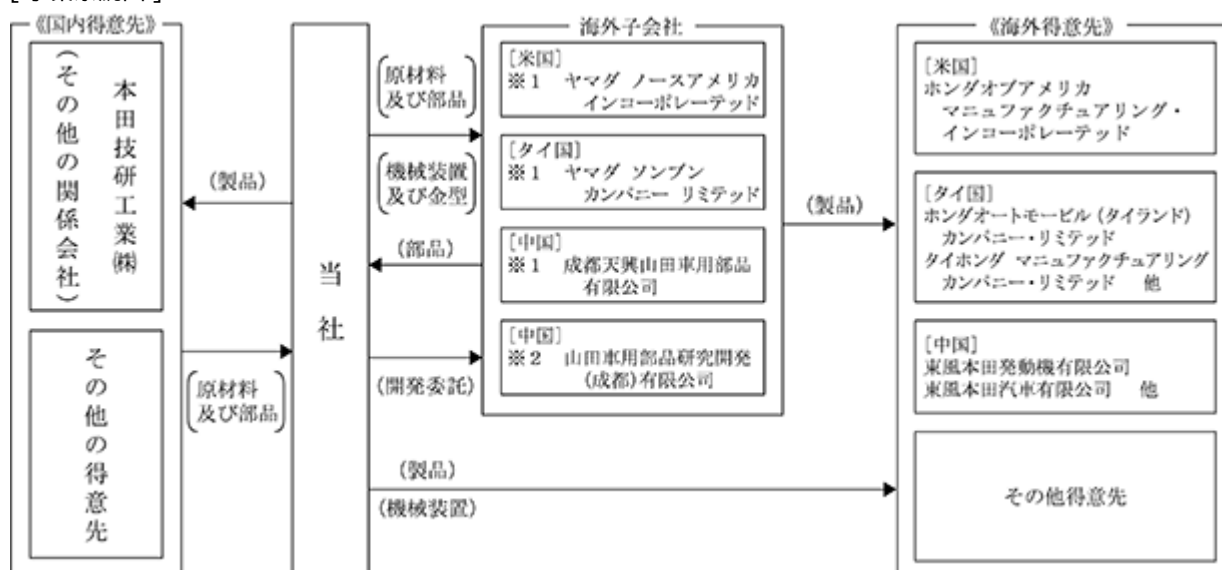 《国内得意先》
本田技研工業㈱
(その他の関係会社)
その他の得意先
(製品)
原材料
及び部品
当社
原材料
及び部品
機械装置
及び金型
(部品)
(開発委託)
(製品)
(機械装置)
海外子会社
[米国]
※1 ヤマダ ノースアメリカ
インコーポレーテッド
[タイ国]
※1 ヤマダ ソンブン
カンパニー リミテッド
[中国]
※1 成都天興山田車用部品
有限公司
[中国]
※2 山田車用部品研究開発
(成都)有限公司
(製品)
《海外得意先》
[米国]
ホンダオブアメリカ
マニュファクチュアリング・
インコーポレーテッド
[タイ国]
ホンダオートモービル(タイランド)
カンパニー・リミテッド
タイホンダ マニュファクチュアリング
カンパニー・リミテッド 他
[中国]
東風本田発動機有限公司
東風本田汽車有限公司 他
その他得意先